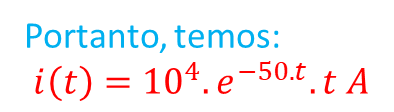 Portanto, temos:
i(t) = 10⁴. e⁻⁵⁰·ᵗ. t A